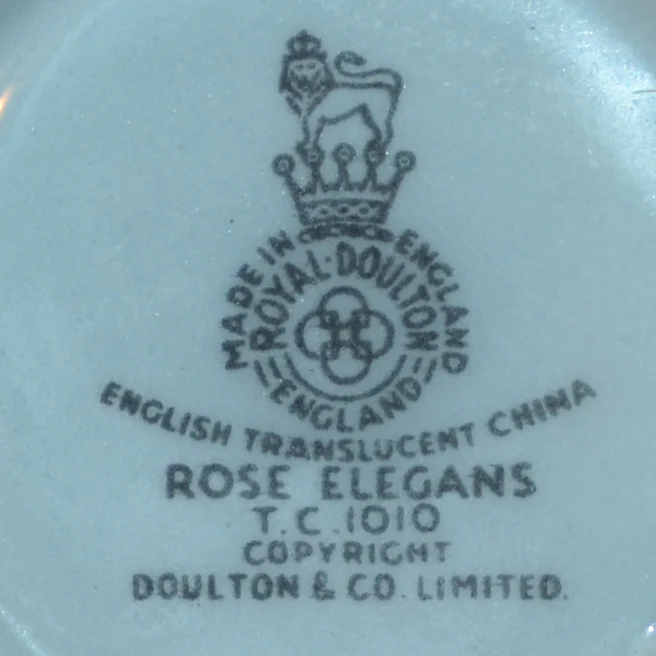 MADE IN ENGLAND
ROYAL·DOULTON
ENGLAND
ENGLISH TRANSLUCENT CHINA
ROSE ELEGANS
T.C.1010
COPYRIGHT
DOULTON & CO. LIMITED.